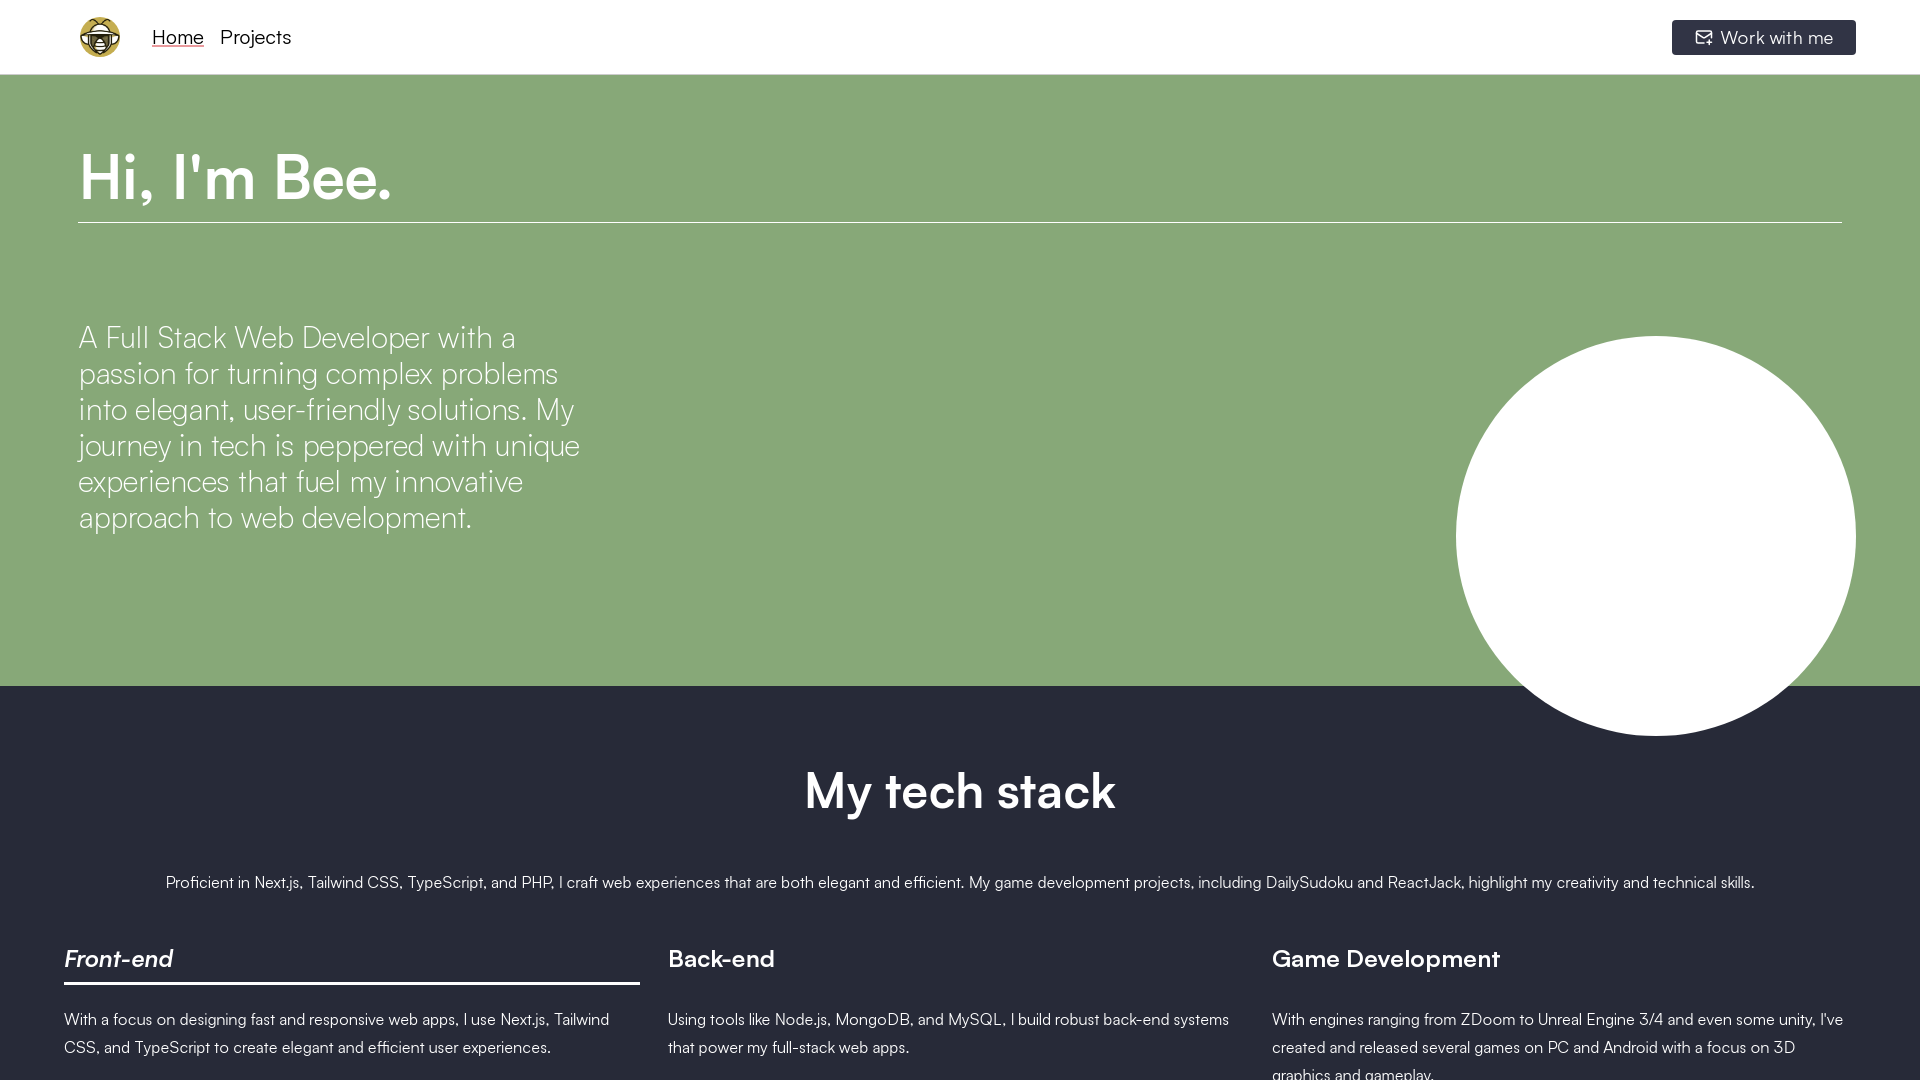 Home Projects Work with me
Hi, I'm Bee.
A Full Stack Web Developer with a
passion for turning complex problems
into elegant, user-friendly solutions. My
journey in tech is peppered with unique
experiences that fuel my innovative
approach to web development.
My tech stack
Proficient in Next.js, Tailwind CSS, TypeScript, and PHP, I craft web experiences that are both elegant and efficient. My game development projects, including DailySudoku and ReactJack, highlight my creativity and technical skills.
Front-end
With a focus on designing fast and responsive web apps, I use Next.js, Tailwind
CSS, and TypeScript to create elegant and efficient user experiences.
Back-end
Using tools like Node.js, MongoDB, and MySQL, I build robust back-end systems
that power my full-stack web apps.
Game Development
With engines ranging from ZDoom to Unreal Engine 3/4 and even some unity, I've
created and released several games on PC and Android with a focus on 3D
graphics and gameplay.